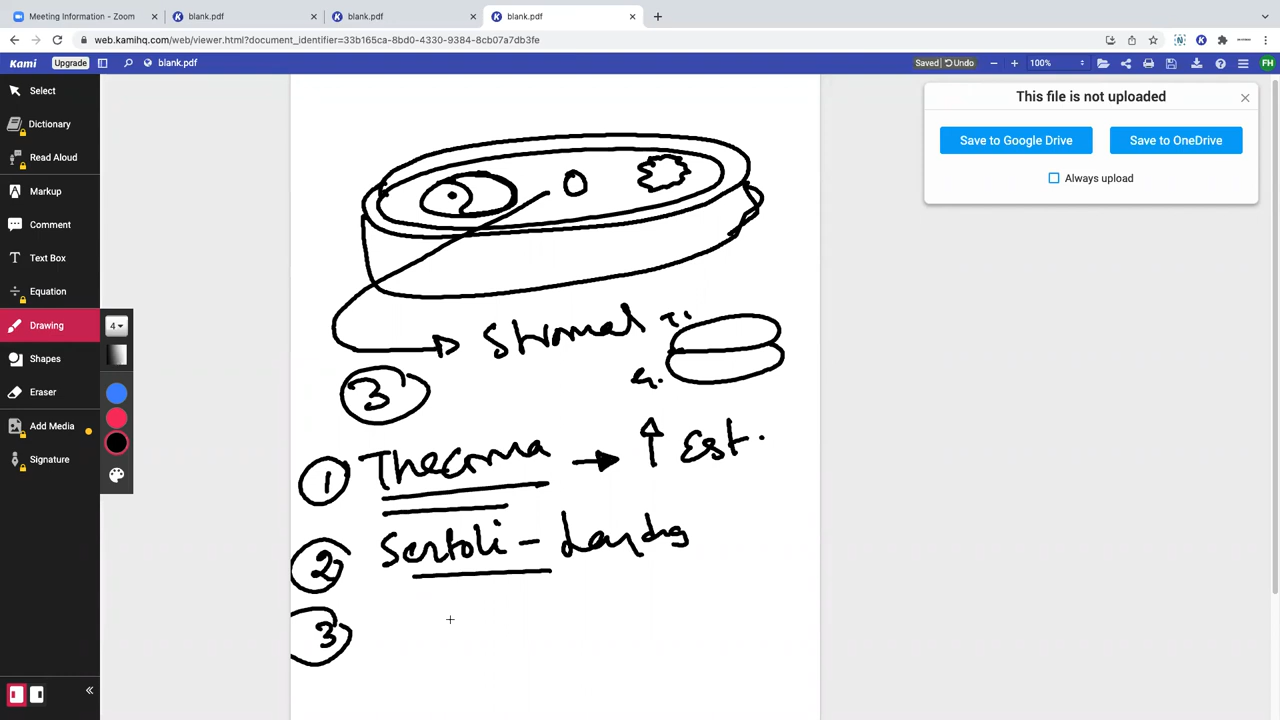 Meeting Information - Zoom
blank.pdf
blank.pdf
blank.pdf
web.kamihq.com/web/viewer.html?document_identifier=33b165ca-8bd0-4330-9384-8cb07a7db3fe
Kami
Upgrade
blank.pdf
Saved
Undo
100%
FH
Select
Dictionary
Read Aloud
Markup
Comment
Text Box
Equation
Drawing
Shapes
Eraser
Add Media
Signature
4
This file is not uploaded
Save to Google Drive
Save to OneDrive
Always upload
Stromal
3
1 Thecoma → ↑ Est.
2 Sertoli - Leydig
3